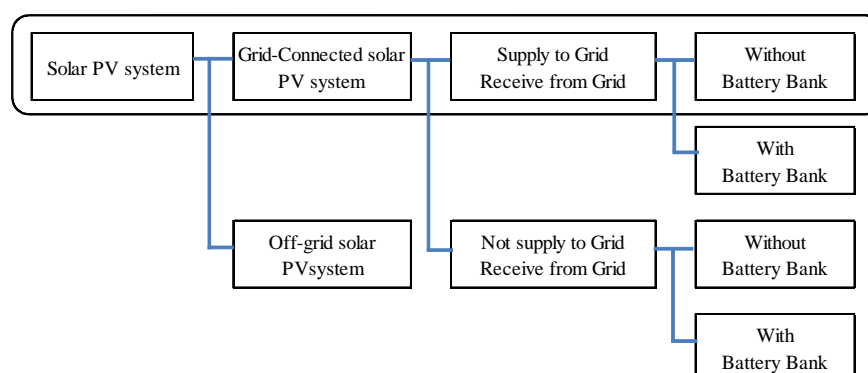 Solar PV system
Grid-Connected solar
PV system
Supply to Grid
Receive from Grid
Without
Battery Bank
With
Battery Bank
Off-grid solar
PVsystem
Not supply to Grid
Receive from Grid
Without
Battery Bank
With
Battery Bank